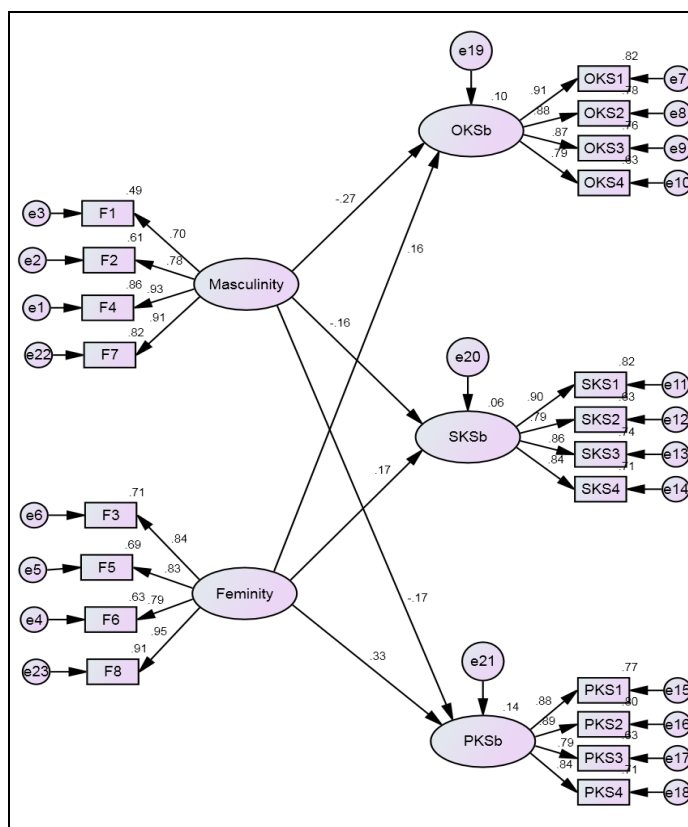 e19
.10
.91
.88
.87
.79
OKSb
.82
OKS1
e7
.78
OKS2
e8
.76
OKS3
e9
.63
OKS4
e10
-.27
.16
.49
e3
F1
.70
.61
e2
F2
.78
Masculinity
.86
.93
e1
F4
.91
.82
e22
F7
-.16
e20
.06
.90
.79
.86
.84
SKSb
.82
SKS1
e11
.63
SKS2
e12
.74
SKS3
e13
.71
SKS4
e14
.17
.71
e6
F3
.84
.69
e5
F5
.83
Feminity
.63
.79
e4
F6
.95
.91
e23
F8
-.17
.33
e21
.14
.88
.89
.79
.84
PKSb
.77
PKS1
e15
.80
PKS2
e16
.63
PKS3
e17
.71
PKS4
e18